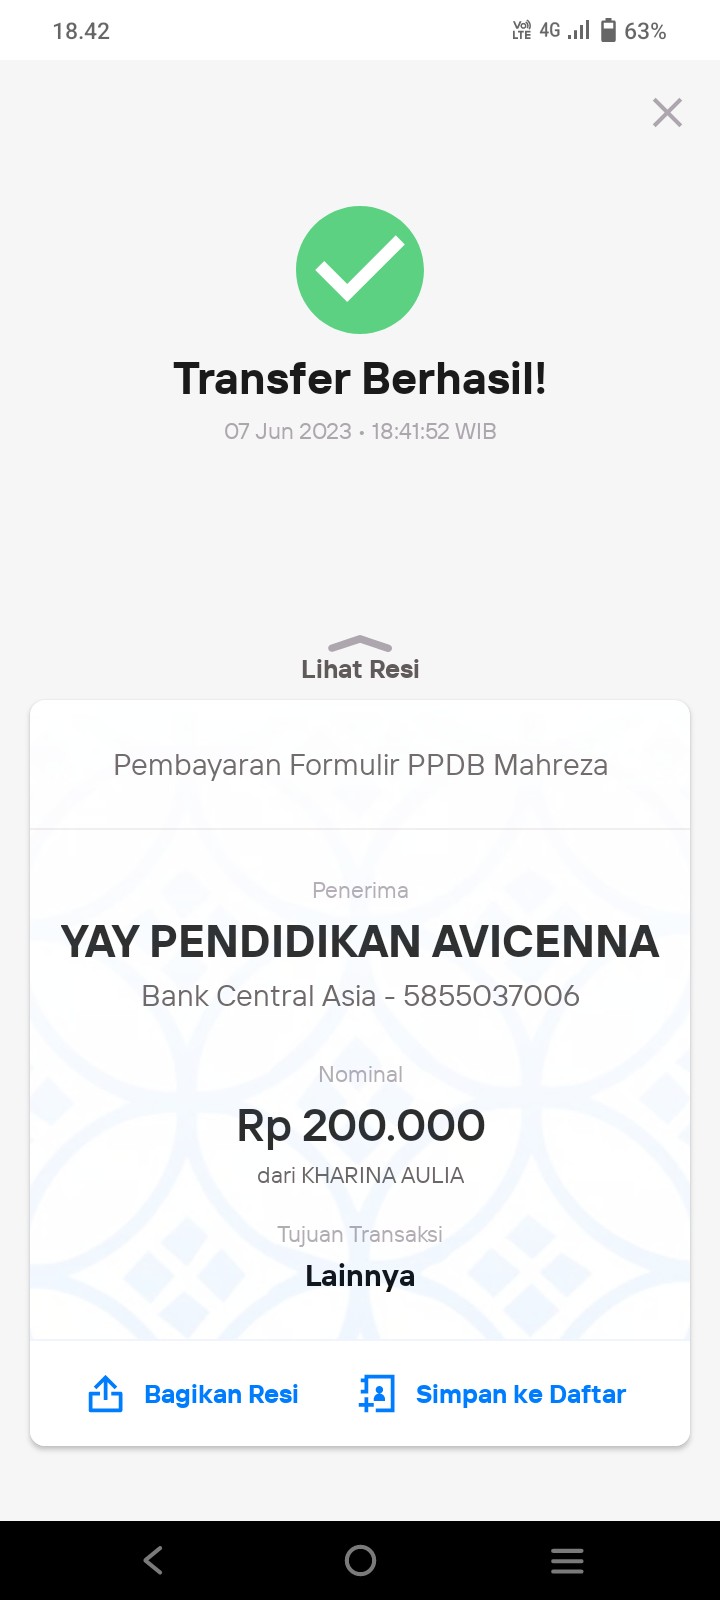 18.42
Vo)) LTE 4G 63%
Transfer Berhasil!
07 Jun 2023 • 18:41:52 WIB
Lihat Resi
Pembayaran Formulir PPDB Mahreza
Penerima
YAY PENDIDIKAN AVICENNA
Bank Central Asia - 5855037006
Nominal
Rp 200.000
dari KHARINA AULIA
Tujuan Transaksi
Lainnya
Bagikan Resi Simpan ke Daftar